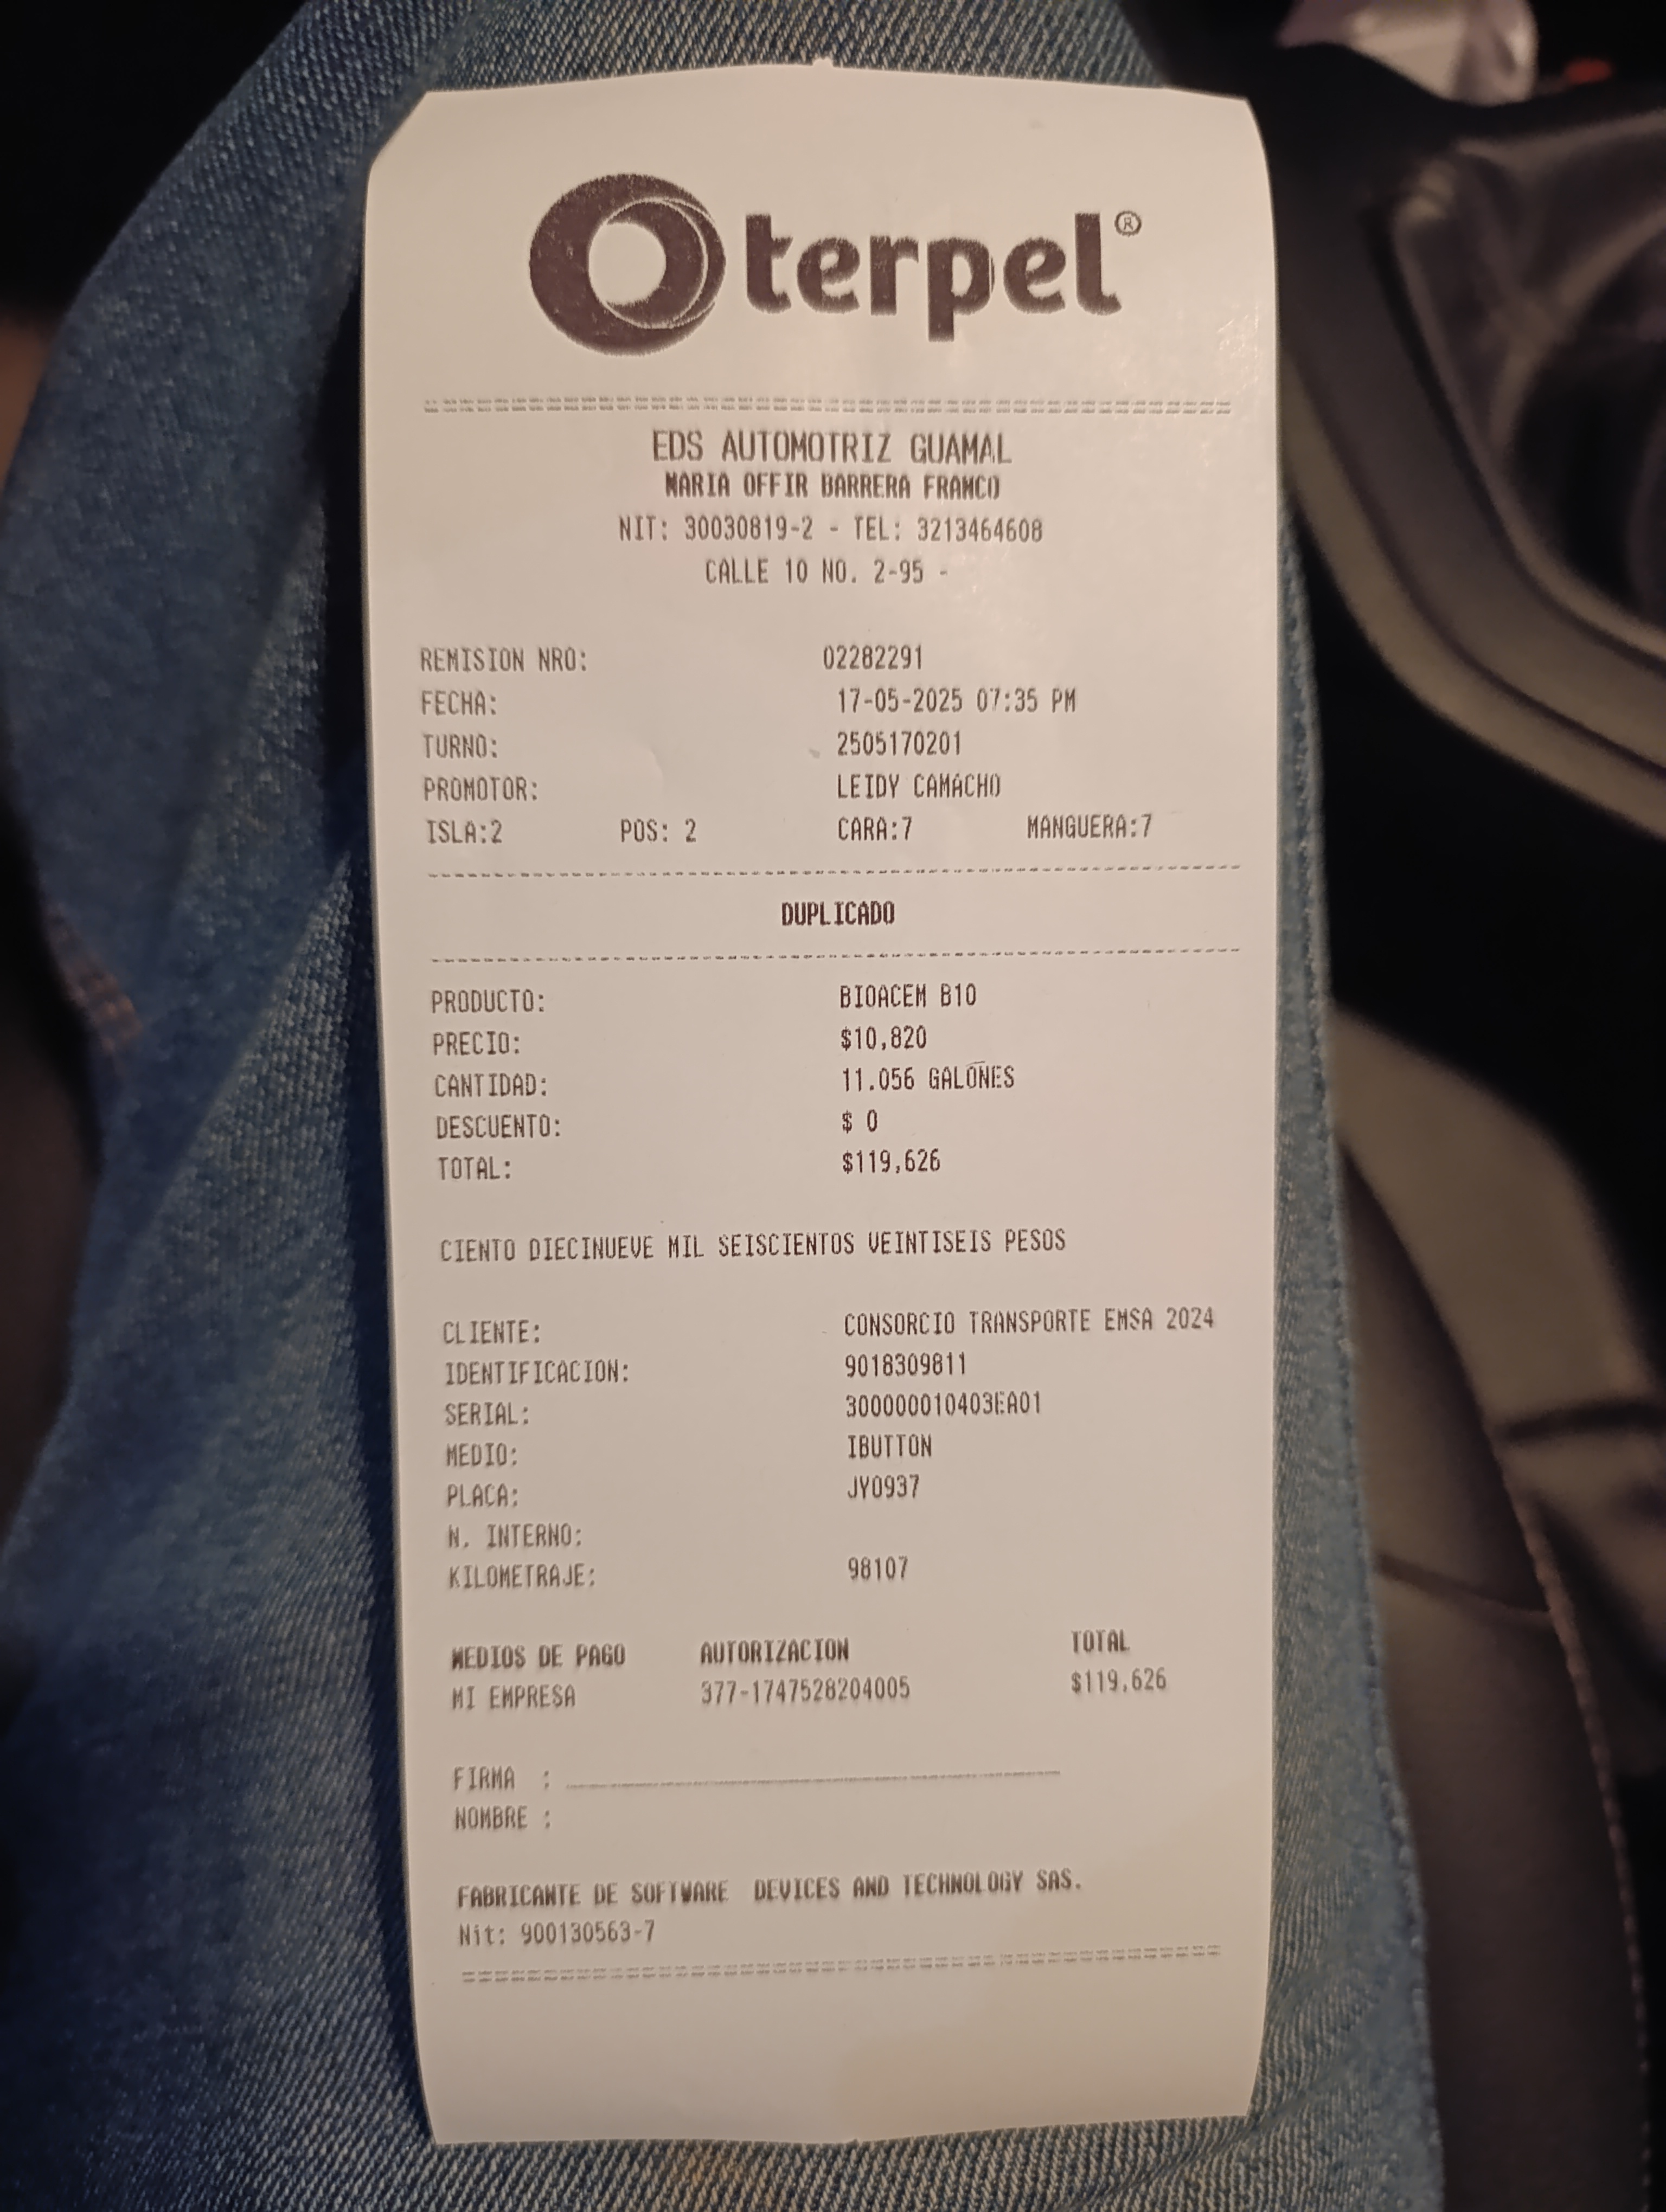 terpel®
EDS AUTOMOTRIZ GUAMAL
MARIA OFFIR BARRERA FRANCO
NIT: 30030819-2 - TEL: 3213464608
CALLE 10 NO. 2-95 -
REMISION NRO: 02282291
FECHA: 17-05-2025 07:35 PM
TURNO: 2505170201
PROMOTOR: LEIDY CAMACHO
ISLA:2 POS: 2 CARA:7 MANGUERA:7
DUPLICADO
PRODUCTO: BIOACEM B10
PRECIO: $10,820
CANTIDAD: 11.056 GALONES
DESCUENTO: $ 0
TOTAL: $119,626
CIENTO DIECINUEVE MIL SEISCIENTOS VEINTISEIS PESOS
CLIENTE: CONSORCIO TRANSPORTE EMSA 2024
IDENTIFICACION: 9018309811
SERIAL: 300000010403EA01
MEDIO: IBUTTON
PLACA: JYO937
N. INTERNO:
KILOMETRAJE: 98107
MEDIOS DE PAGO AUTORIZACION TOTAL
MI EMPRESA 377-1747528204005 $119,626
FIRMA :
NOMBRE :
FABRICANTE DE SOFTWARE DEVICES AND TECHNOLOGY SAS.
Nit: 900130563-7